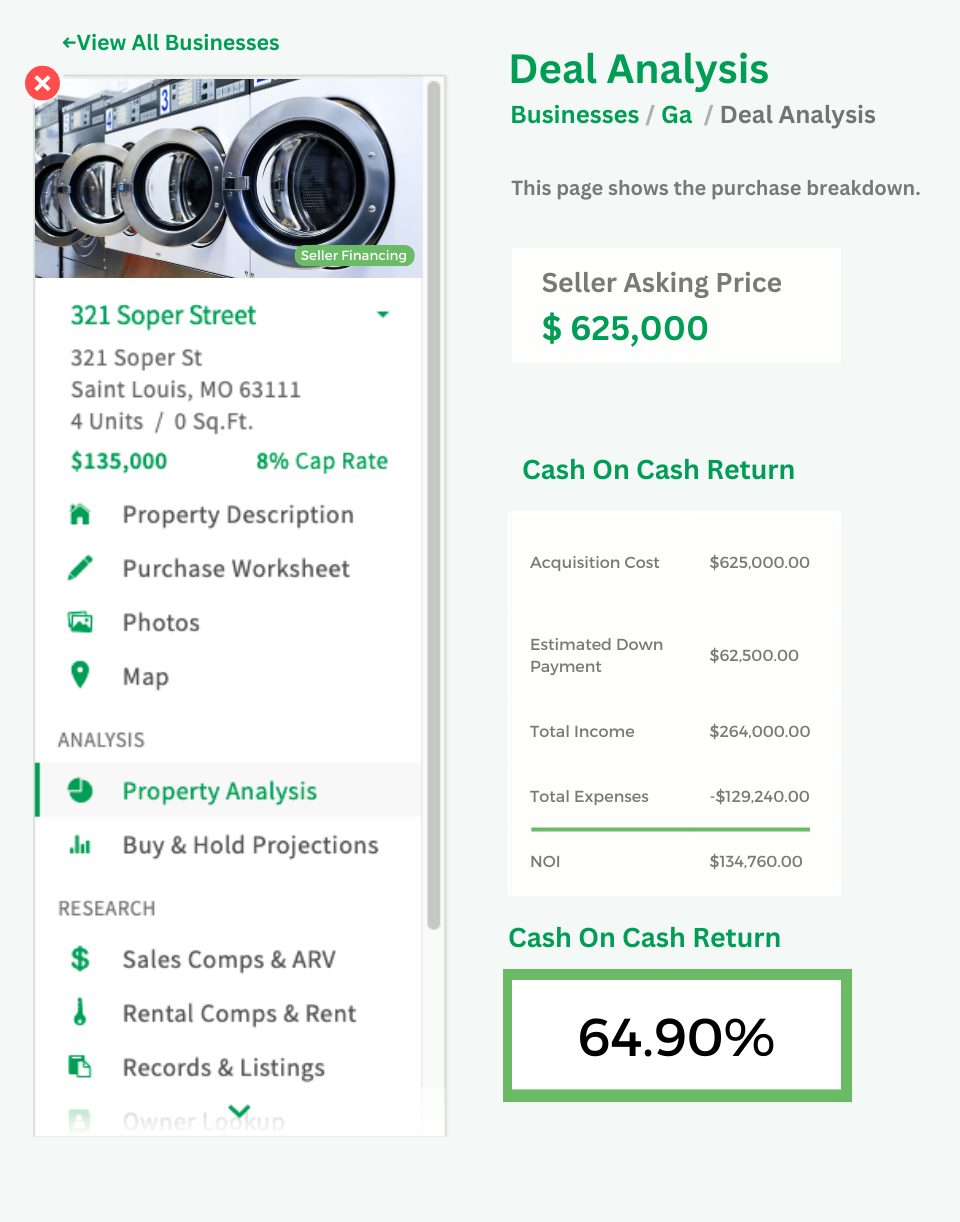 ←View All Businesses
3
4
Seller Financing
321 Soper Street
321 Soper St
Saint Louis, MO 63111
4 Units / 0 Sq.Ft.
$135,000 8% Cap Rate
Property Description
Purchase Worksheet
Photos
Map
ANALYSIS
Property Analysis
Buy & Hold Projections
RESEARCH
Sales Comps & ARV
Rental Comps & Rent
Records & Listings
Owner Lookup
Deal Analysis
Businesses / Ga / Deal Analysis
This page shows the purchase breakdown.
Seller Asking Price
$ 625,000
Cash On Cash Return
Acquisition Cost $625,000.00
Estimated Down
Payment $62,500.00
Total Income $264,000.00
Total Expenses -$129,240.00
NOI $134,760.00
Cash On Cash Return
64.90%